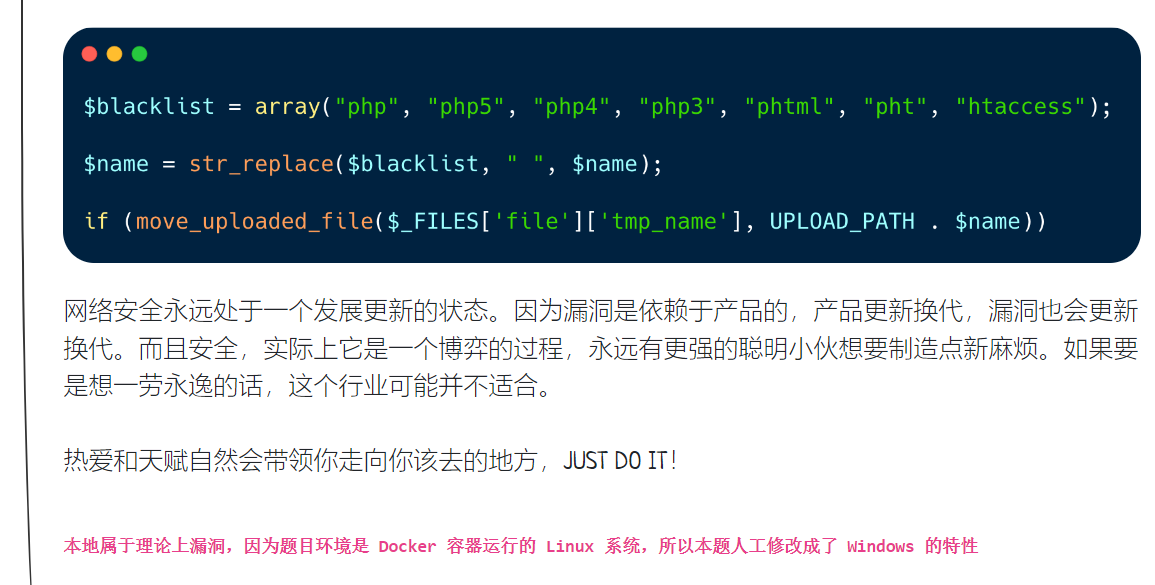 $blacklist = array("php", "php5", "php4", "php3", "phtml", "pht", "htaccess");
$name = str_replace($blacklist, " ", $name);
if (move_uploaded_file($_FILES['file']['tmp_name'], UPLOAD_PATH . $name))
网络安全永远处于一个发展更新的状态。因为漏洞是依赖于产品的，产品更新换代，漏洞也会更新
换代。而且安全，实际上它是一个博弈的过程，永远有更强的聪明小伙想要制造点新麻烦。如果要
是想一劳永逸的话，这个行业可能并不适合。
热爱和天赋自然会带领你走向你该去的地方，JUST DO IT！
本地属于理论上漏洞，因为题目环境是 Docker 容器运行的 Linux 系统，所以本题人工修改成了 Windows 的特性